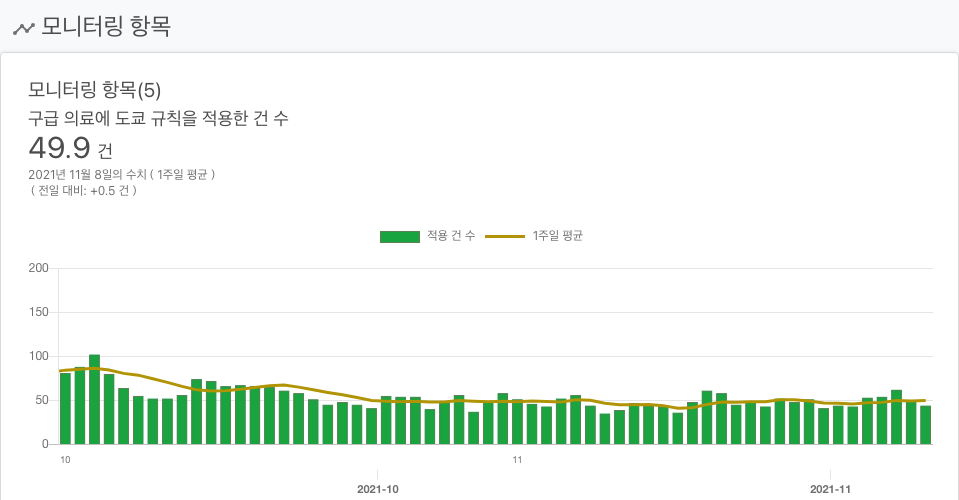 모니터링 항목
모니터링 항목(5)
구급 의료에 도쿄 규칙을 적용한 건 수
49.9 건
2021년 11월 8일의 수치 ( 1주일 평균 )
( 전일 대비: +0.5 건 )
적용 건 수 1주일 평균
200
150
100
50
0
10 11
2021-10 2021-11